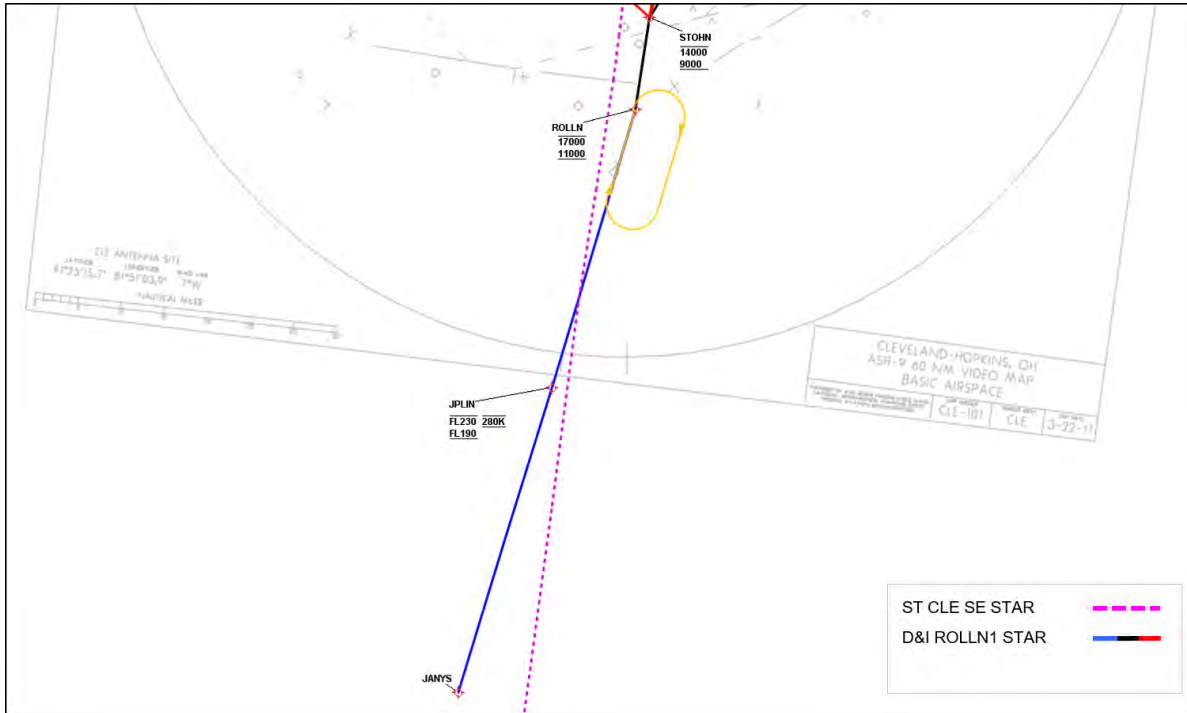 STOHN
14000
9000
ROLLN
17000
11000
CLE ANTENNA SITE
NAUTICAL MILES
CLEVELAND-HOPKINS, OH
ASR-9 60 NM VIDEO MAP
BASIC AIRSPACE
CLE-101 CLE 3-22-11
JPLIN
FL230 280K
FL190
JANYS
ST CLE SE STAR
D&I ROLLN1 STAR